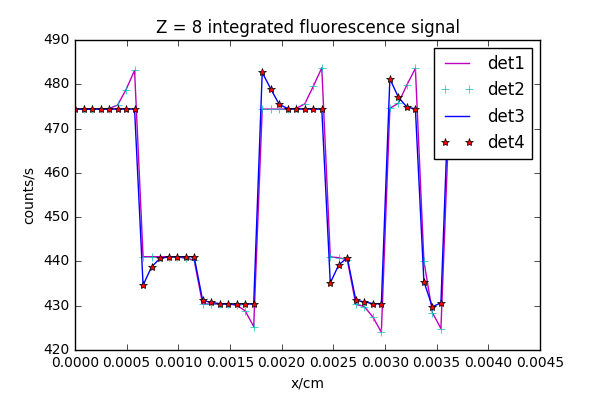 Z = 8 integrated fluorescence signal
490
480
470
460
450
440
430
420
counts/s
det1
det2
det3
det4
0.0000 0.0005 0.0010 0.0015 0.0020 0.0025 0.0030 0.0035 0.0040 0.0045
x/cm